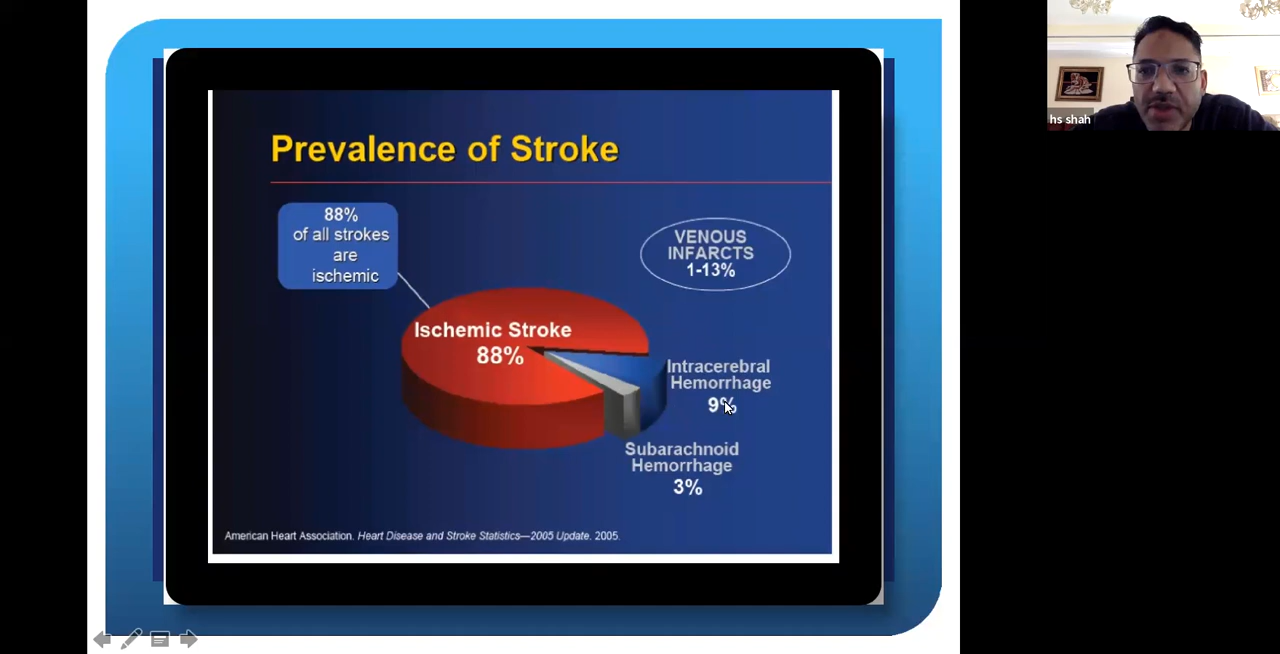 Prevalence of Stroke
88%
of all strokes
are
ischemic
VENOUS
INFARCTS
1-13%
Ischemic Stroke
88%
Intracerebral
Hemorrhage
9%
Subarachnoid
Hemorrhage
3%
American Heart Association. Heart Disease and Stroke Statistics—2005 Update. 2005.
hs shah